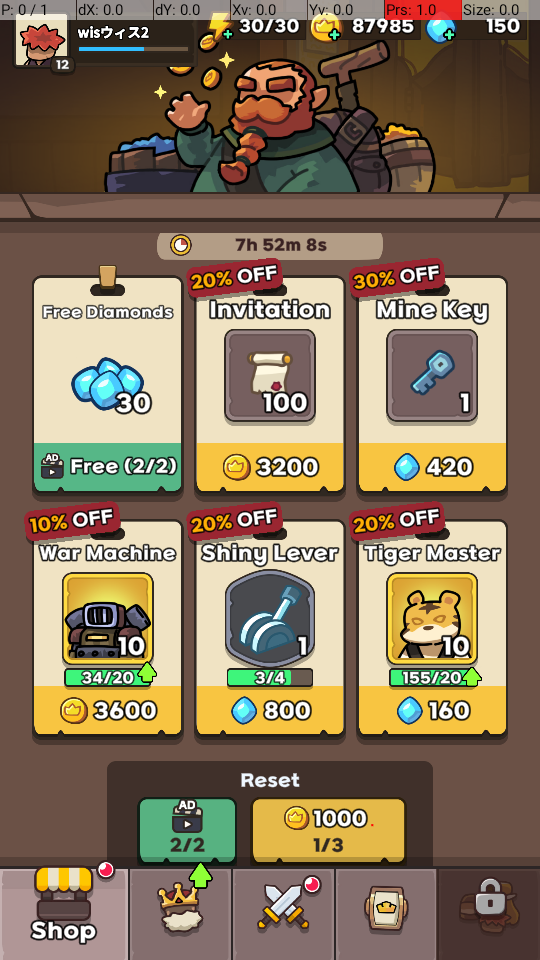 P: 0 / 1
dX: 0.0
dY: 0.0
Xv: 0.0
Yv: 0.0
Prs: 1.0
Size: 0.0
wisウィス2
12
30/30
87985
150
7h 52m 8s
Free Diamonds
30
AD
Free (2/2)
20% OFF
Invitation
100
3200
30% OFF
Mine Key
1
420
10% OFF
War Machine
10
34/20
3600
20% OFF
Shiny Lever
1
3/4
800
20% OFF
Tiger Master
10
155/20
160
Reset
AD
2/2
1000
1/3
Shop